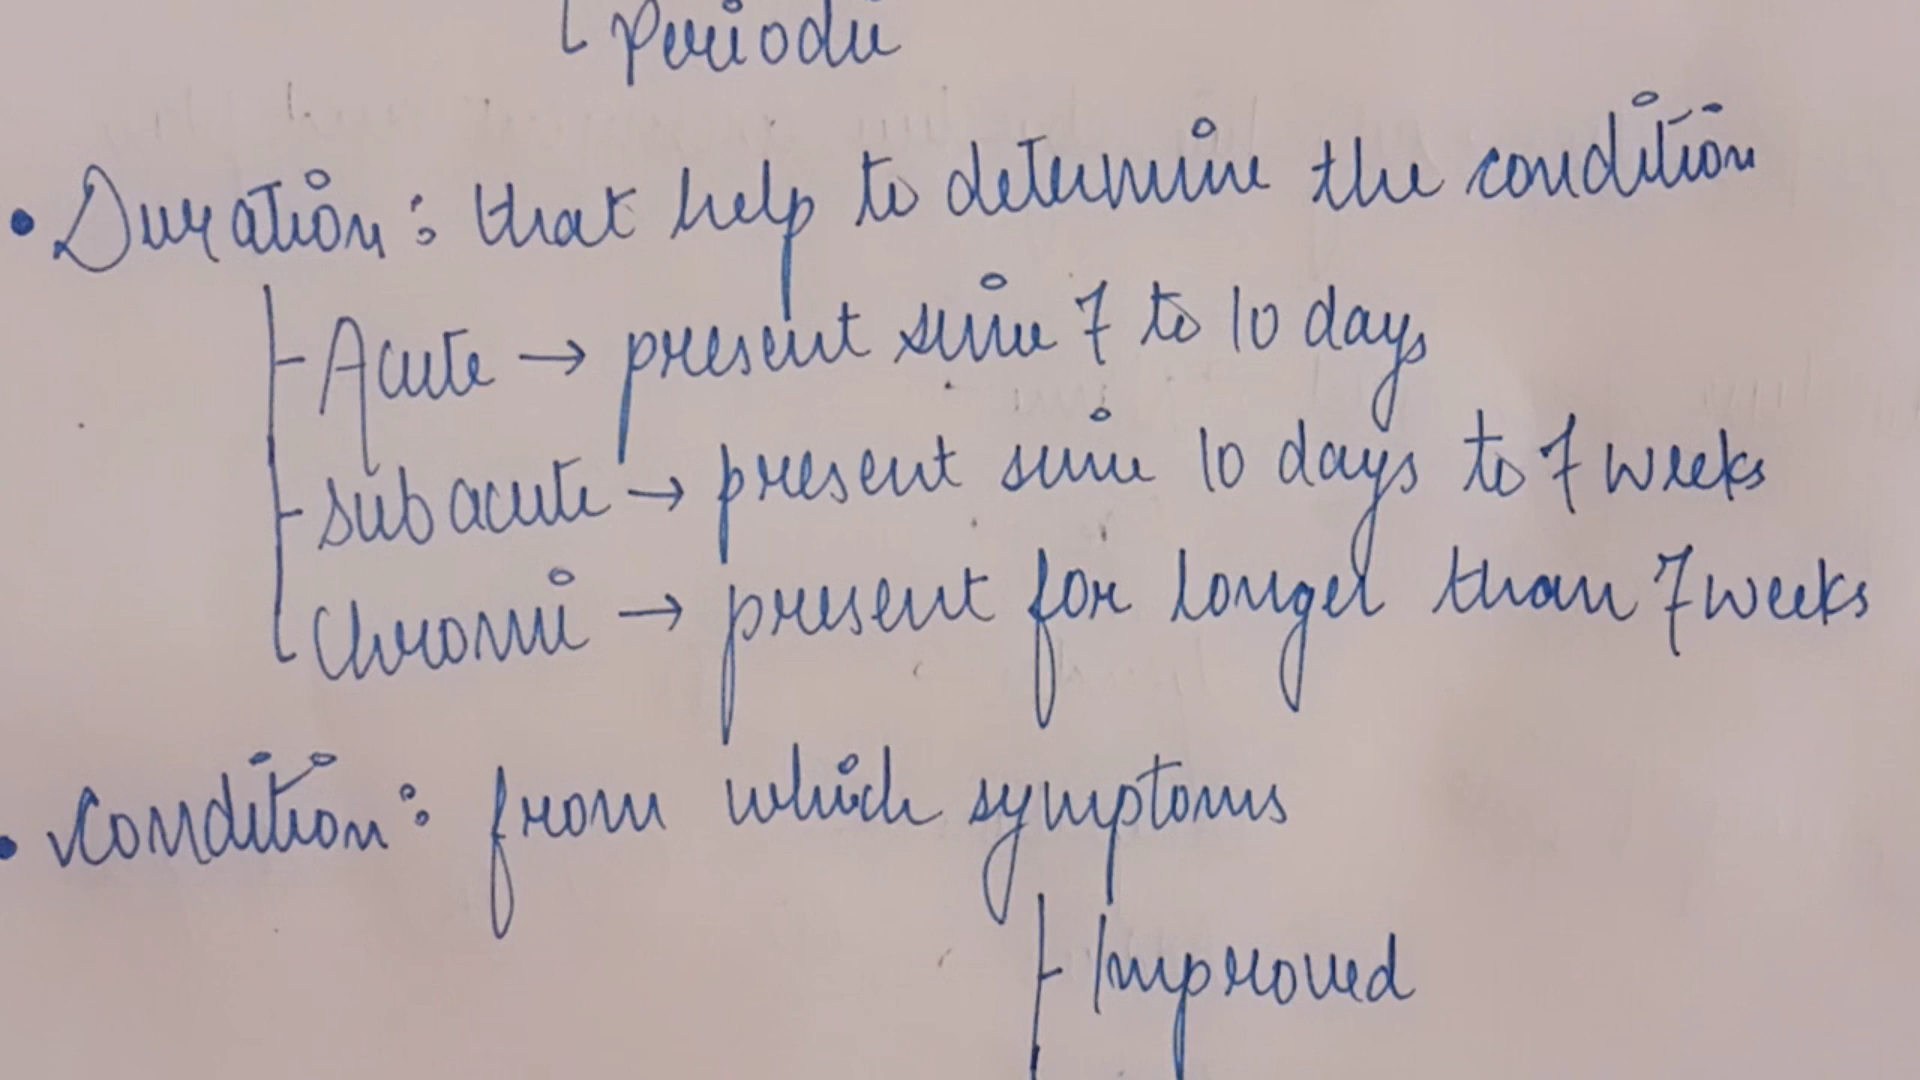 Periodic
• Duration: that help to determine the condition
Acute → present since 7 to 10 days
subacute → present since 10 days to 7 weeks
Chronic → present for longer than 7 weeks
• Condition: from which symptoms
Improved